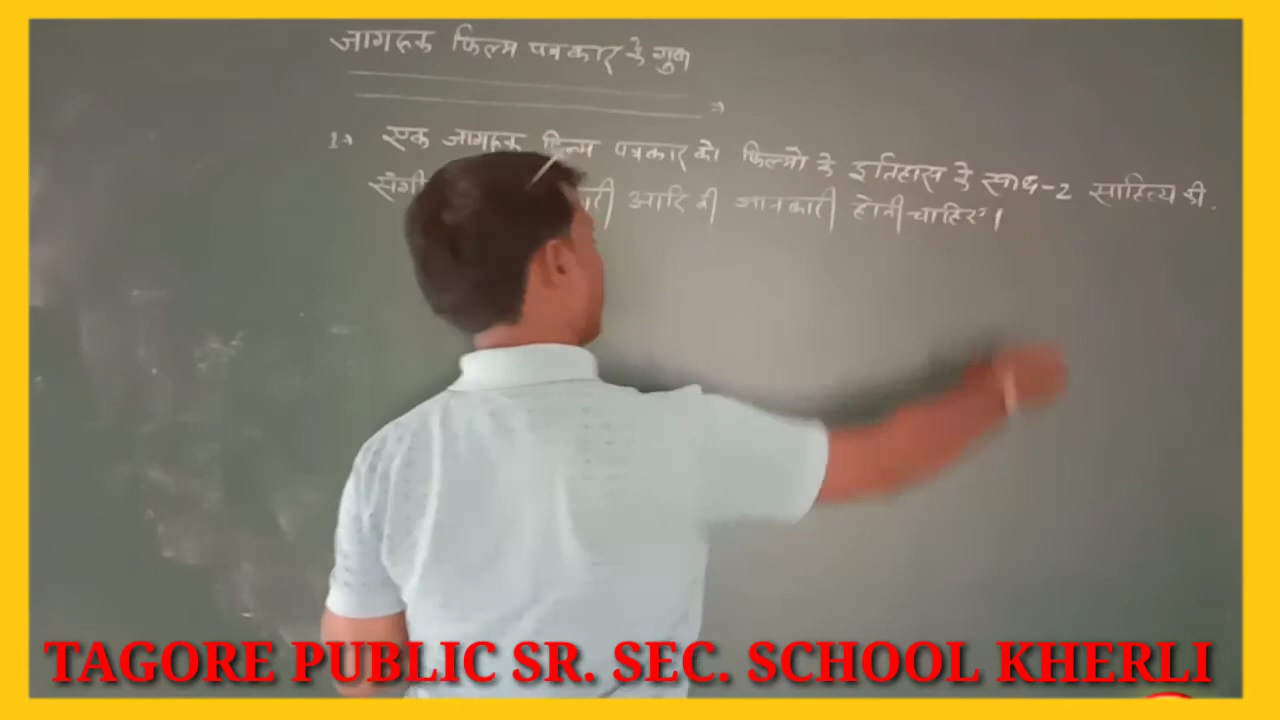 जागरूक फिल्म पत्रकार के गुण
1→ एक जागरूक फिल्म पत्रकार को फिल्मो के इतिहास के साथ-2 साहित्य की
आदि की जानकारी होनी चाहिए।
TAGORE PUBLIC SR. SEC. SCHOOL KHERLI